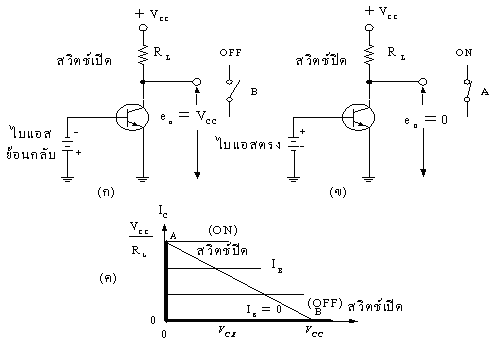 + Vcc
สวิตช์เปิด
RL
OFF
B
eo = Vcc
ไบแอส
ย้อนกลับ
-
+
(ก)
+ Vcc
สวิตช์ปิด
RL
ON
A
eo = 0
ไบแอสตรง
+
-
(ข)
IC
VCC
RL
A
(ON)
สวิตช์ปิด
(ค)
IB
(OFF)
สวิตช์เปิด
IB = 0
B
0
0
VCE
VCC